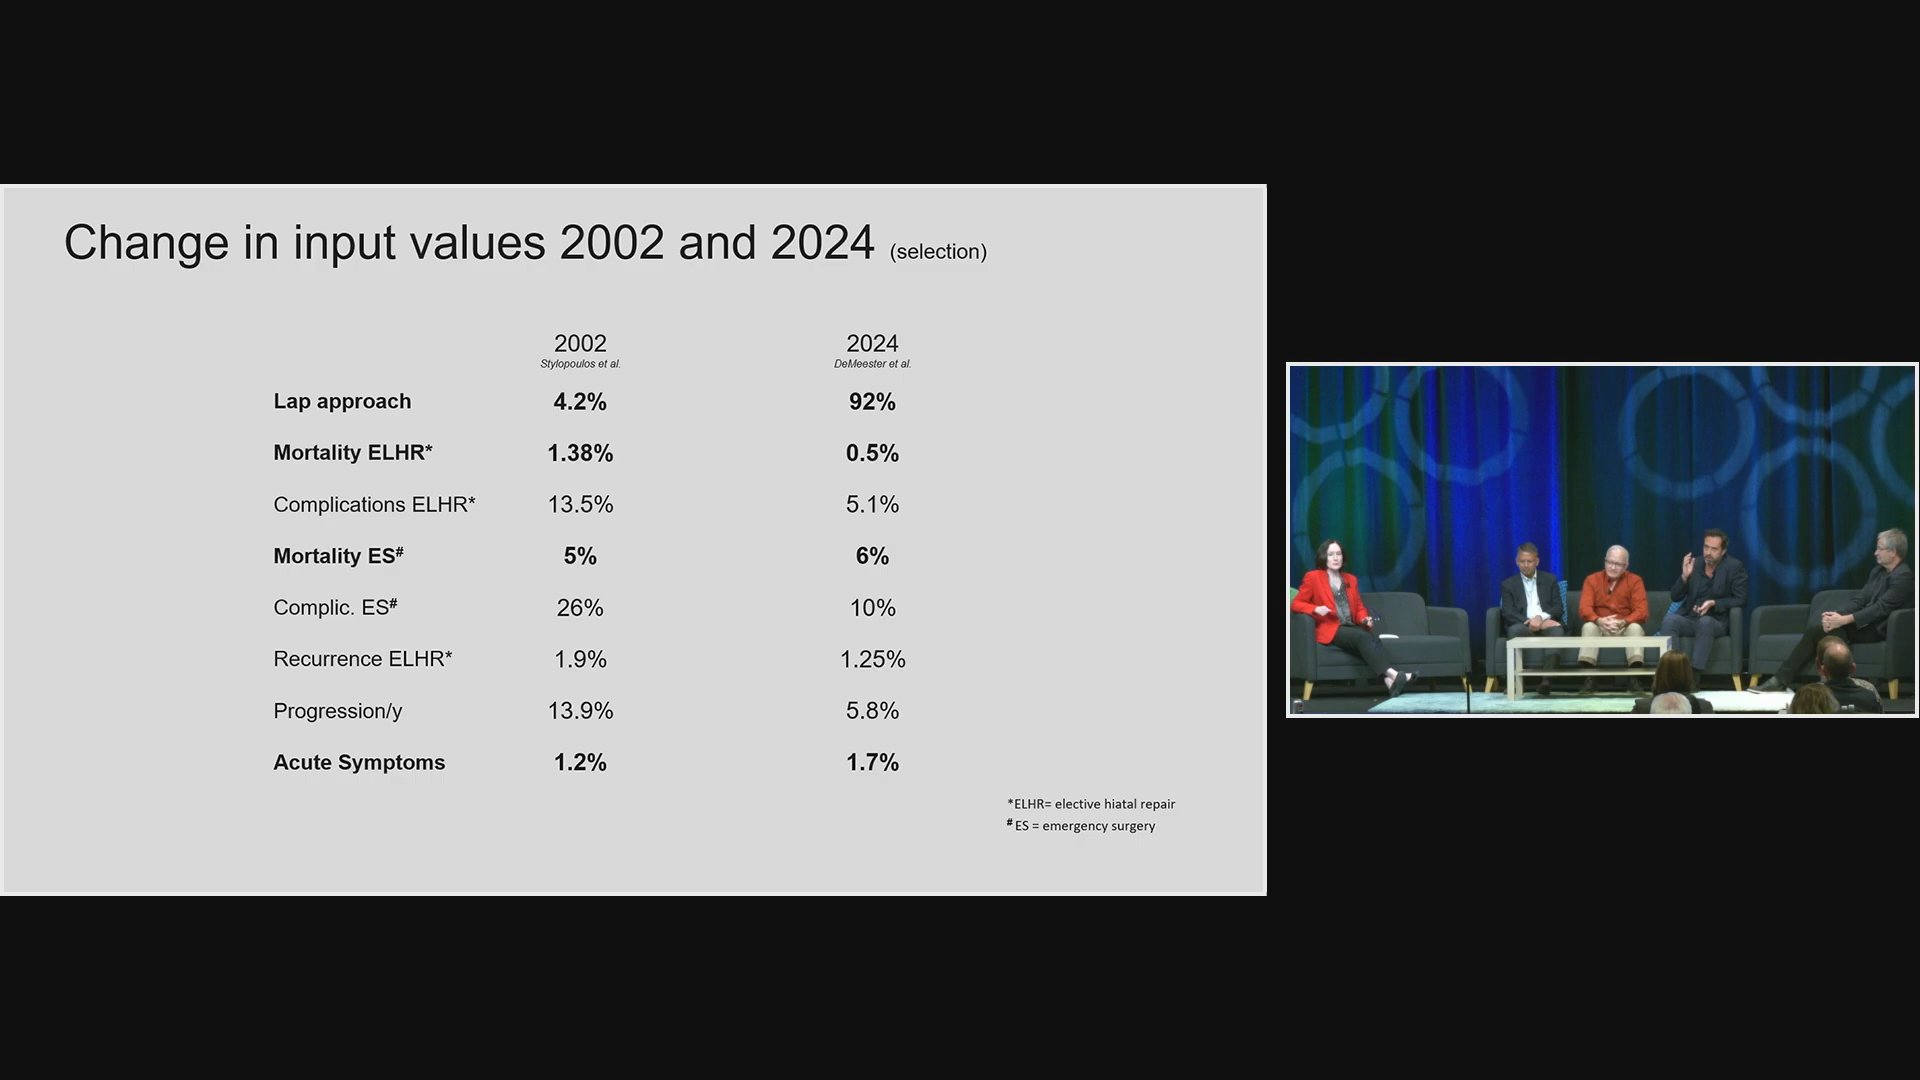 Change in input values 2002 and 2024 (selection)
2002 2024
Stylopoulos et al. DeMeester et al.
Lap approach 4.2% 92%
Mortality ELHR* 1.38% 0.5%
Complications ELHR* 13.5% 5.1%
Mortality ES# 5% 6%
Complic. ES# 26% 10%
Recurrence ELHR* 1.9% 1.25%
Progression/y 13.9% 5.8%
Acute Symptoms 1.2% 1.7%
*ELHR= elective hiatal repair
# ES = emergency surgery